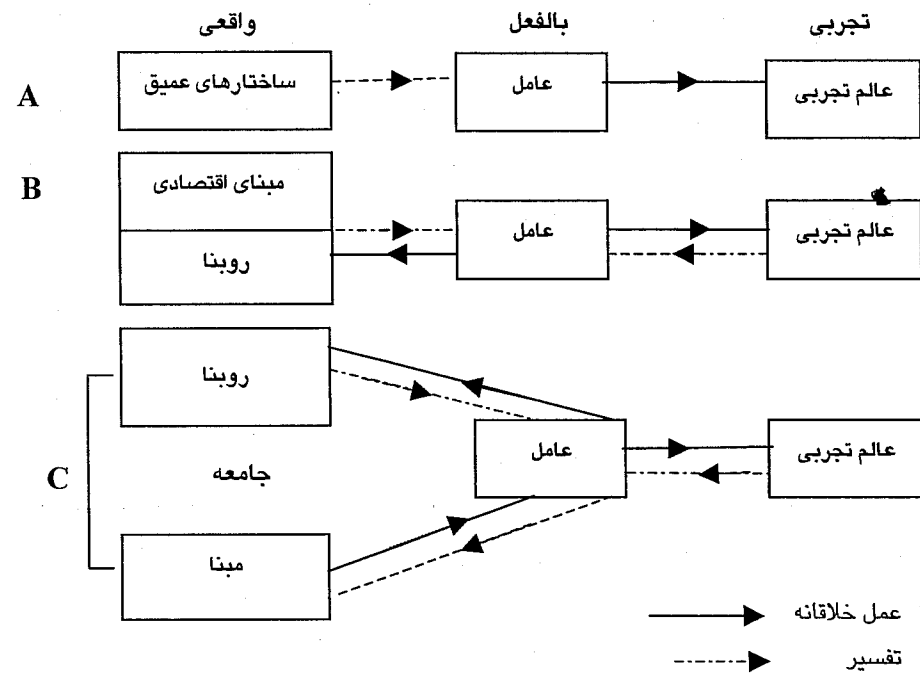 تجربی
بالفعل
واقعی
A
ساختارهای عمیق
عامل
عالم تجربی
B
مبنای اقتصادی
روبنا
عامل
عالم تجربی
C
روبنا
جامعه
مبنا
عامل
عالم تجربی
عمل خلاقانه
تفسیر